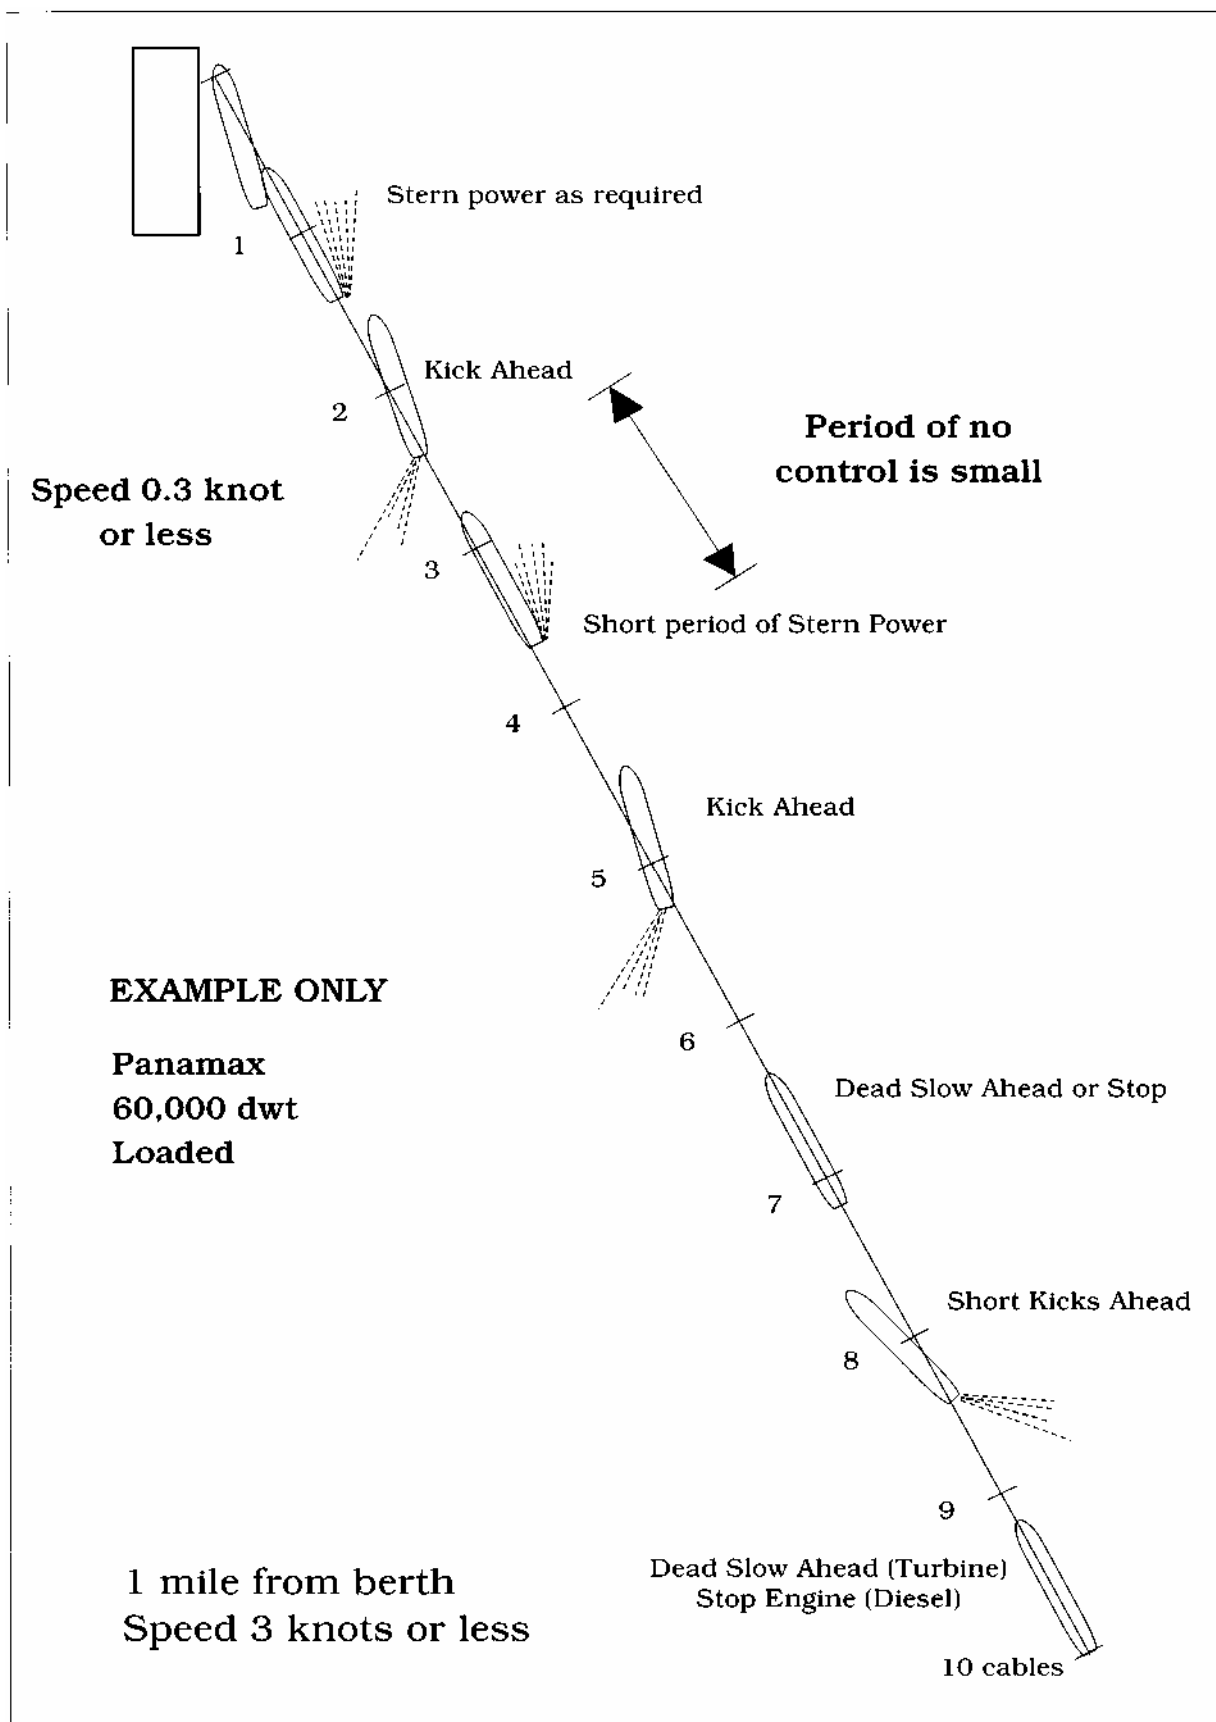 Stern power as required
1
Kick Ahead
2
Period of no
control is small
Speed 0.3 knot
or less
3
Short period of Stern Power
4
Kick Ahead
5
EXAMPLE ONLY
6
Panamax
60,000 dwt
Loaded
Dead Slow Ahead or Stop
7
Short Kicks Ahead
8
9
1 mile from berth
Speed 3 knots or less
Dead Slow Ahead (Turbine)
Stop Engine (Diesel)
10 cables